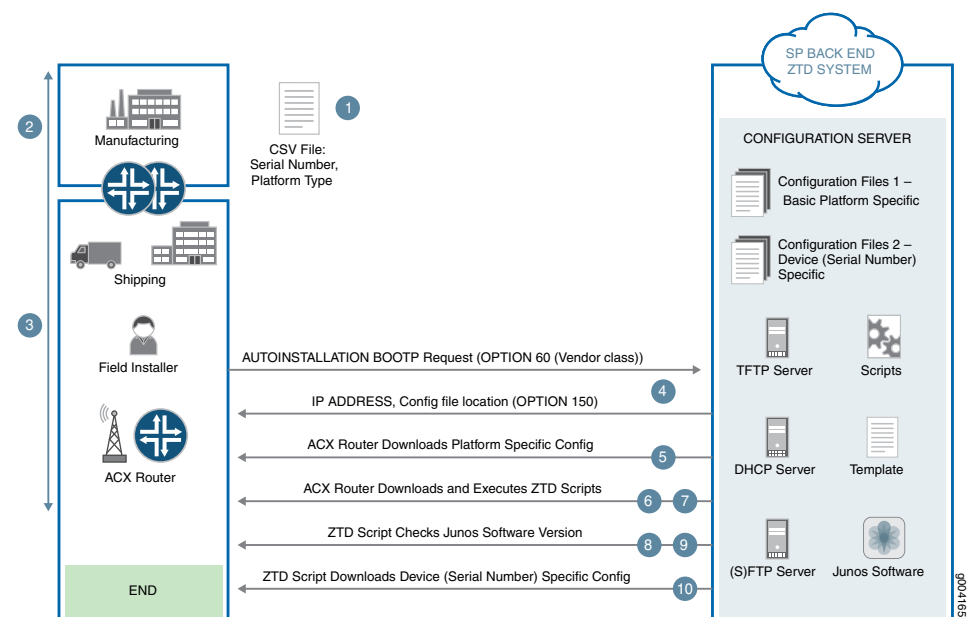 SP BACK END
ZTD SYSTEM
1
2
Manufacturing
CSV File:
Serial Number,
Platform Type
CONFIGURATION SERVER
Configuration Files 1 –
Basic Platform Specific
Configuration Files 2 –
Device (Serial Number)
Specific
Shipping
3
Field Installer
AUTOINSTALLATION BOOTP Request (OPTION 60 (Vendor class))
4
IP ADDRESS, Config file location (OPTION 150)
TFTP Server
Scripts
ACX Router Downloads Platform Specific Config
5
ACX Router
DHCP Server
Template
ACX Router Downloads and Executes ZTD Scripts
6
7
ZTD Script Checks Junos Software Version
8
9
ZTD Script Downloads Device (Serial Number) Specific Config
10
(S)FTP Server
Junos Software
END
g004165